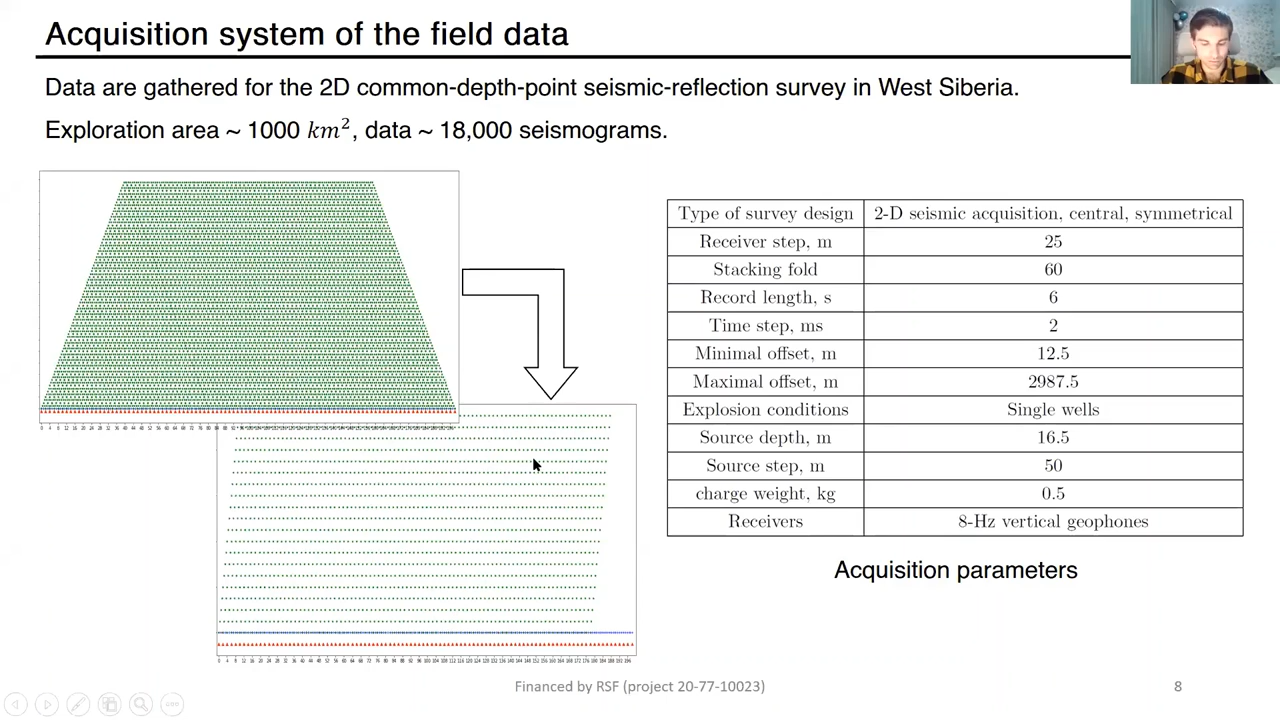 Acquisition system of the field data
Data are gathered for the 2D common-depth-point seismic-reflection survey in West Siberia.
Exploration area ~ 1000 km², data ~ 18,000 seismograms.
Type of survey design 2-D seismic acquisition, central, symmetrical
Receiver step, m 25
Stacking fold 60
Record length, s 6
Time step, ms 2
Minimal offset, m 12.5
Maximal offset, m 2987.5
Explosion conditions Single wells
Source depth, m 16.5
Source step, m 50
charge weight, kg 0.5
Receivers 8-Hz vertical geophones
Acquisition parameters
Financed by RSF (project 20-77-10023)
8